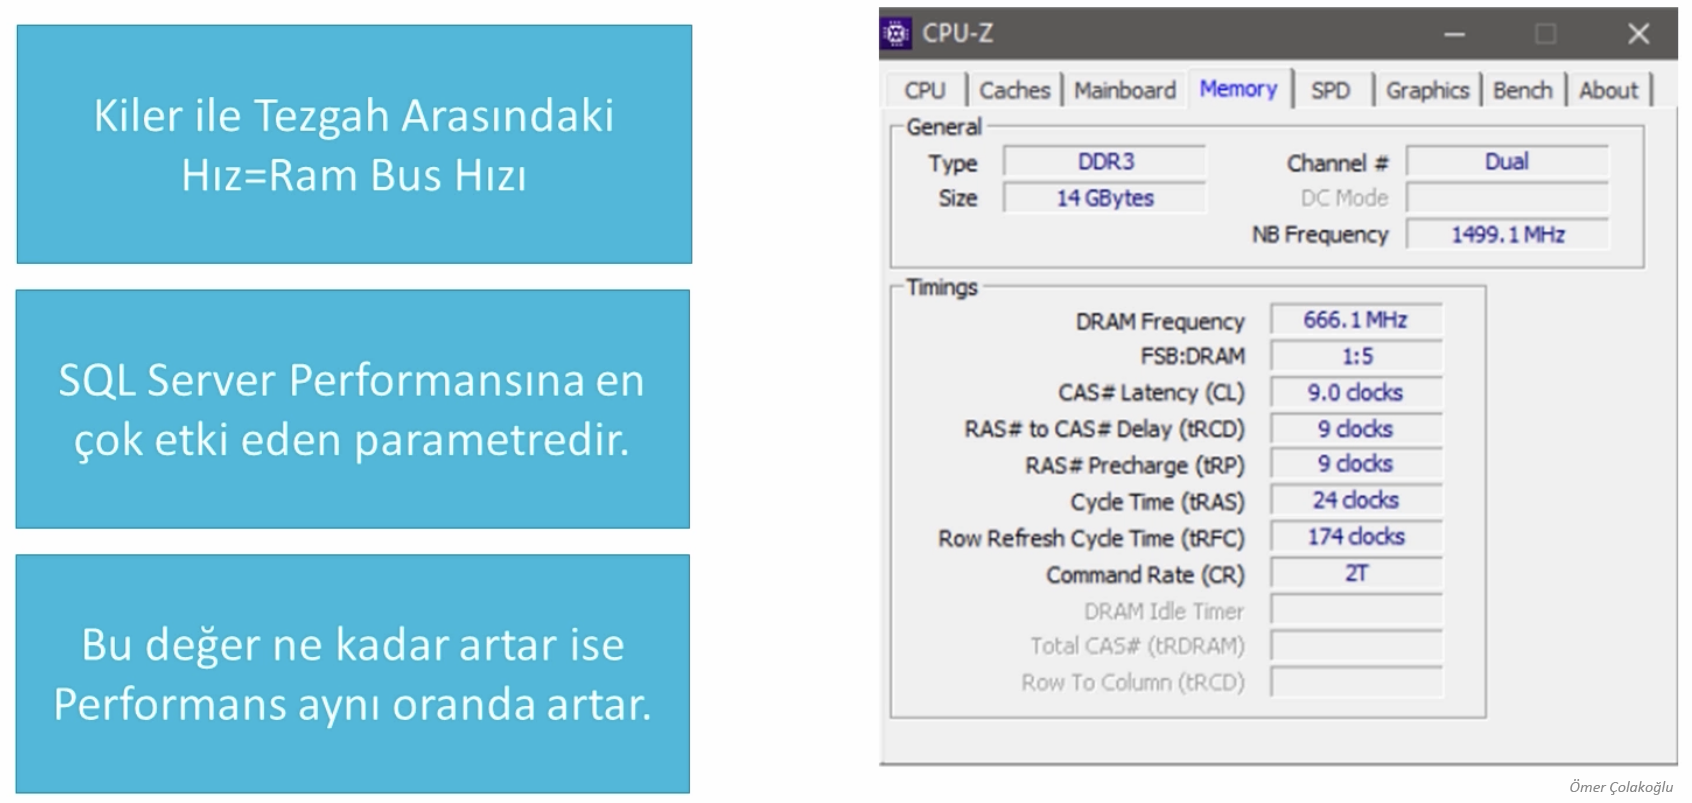 Kiler ile Tezgah Arasındaki
Hız=Ram Bus Hızı
SQL Server Performansına en
çok etki eden parametredir.
Bu değer ne kadar artar ise
Performans aynı oranda artar.
CPU-Z
CPU Caches Mainboard Memory SPD Graphics Bench About
General
Type DDR3 Channel # Dual
Size 14 GBytes DC Mode
NB Frequency 1499.1 MHz
Timings
DRAM Frequency 666.1 MHz
FSB:DRAM 1:5
CAS# Latency (CL) 9.0 clocks
RAS# to CAS# Delay (tRCD) 9 clocks
RAS# Precharge (tRP) 9 clocks
Cycle Time (tRAS) 24 clocks
Row Refresh Cycle Time (tRFC) 174 clocks
Command Rate (CR) 2T
DRAM Idle Timer
Total CAS# (tRDRAM)
Row To Column (tRCD)
Ömer Çolakoğlu